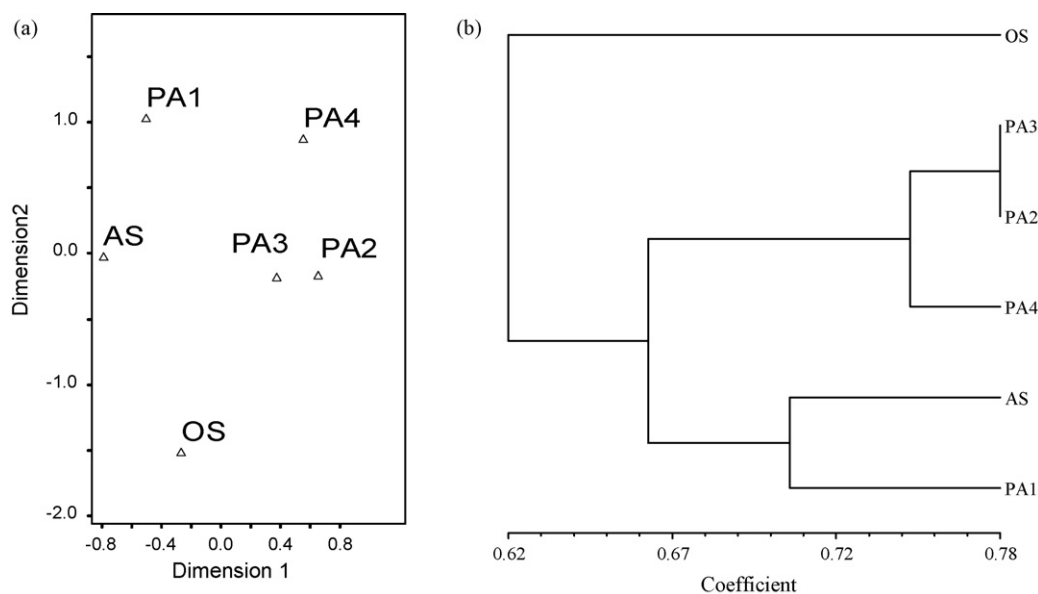 (a)
PA1
PA4
AS
PA3
PA2
OS
1.0
0.0
-1.0
-2.0
Dimension2
-0.8
-0.4
0.0
0.4
0.8
Dimension 1
(b)
OS
PA3
PA2
PA4
AS
PA1
0.62
0.67
0.72
0.78
Coefficient